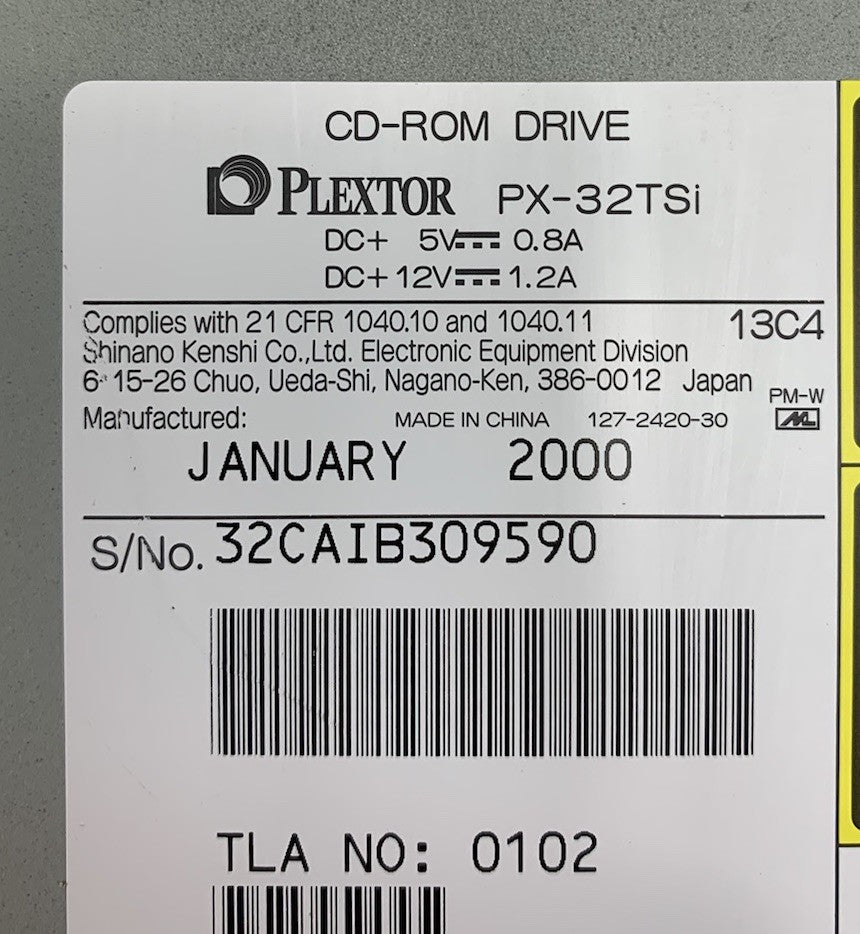 CD-ROM DRIVE
PLEXTOR PX-32TSi
DC+ 5V⎓ 0.8A
DC+ 12V⎓ 1.2A
Complies with 21 CFR 1040.10 and 1040.11 13C4
Shinano Kenshi Co.,Ltd. Electronic Equipment Division
6-15-26 Chuo, Ueda-Shi, Nagano-Ken, 386-0012 Japan
PM-W
Manufactured: MADE IN CHINA 127-2420-30
JANUARY 2000
S/No. 32CAIB309590
TLA NO: 0102